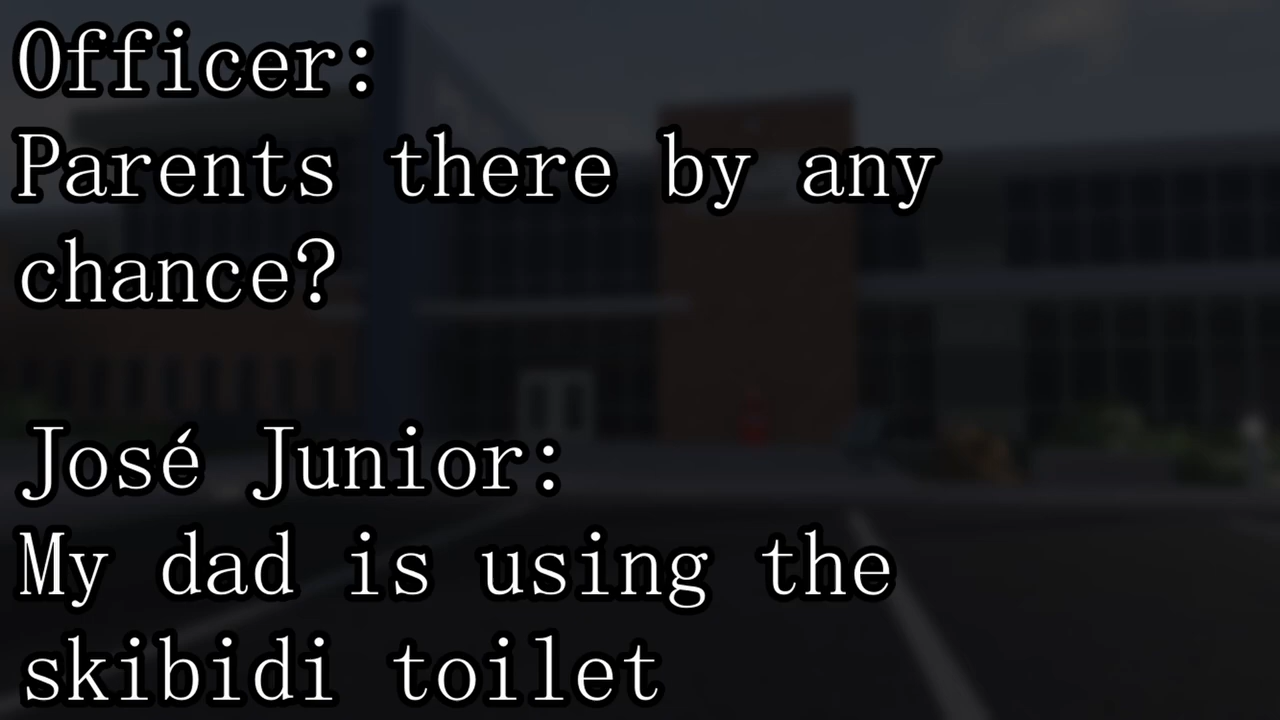 Officer:
Parents there by any
chance?
José Junior:
My dad is using the
skibidi toilet